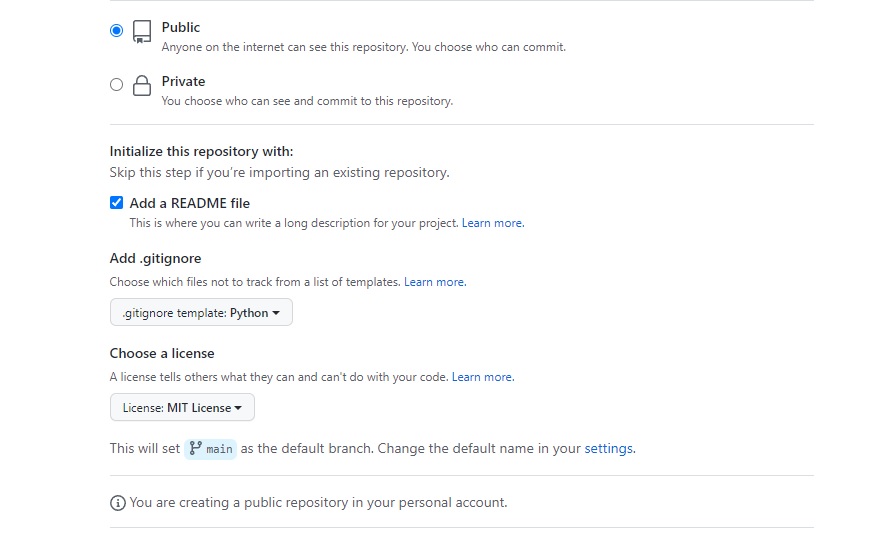 Public
Anyone on the internet can see this repository. You choose who can commit.
Private
You choose who can see and commit to this repository.
Initialize this repository with:
Skip this step if you're importing an existing repository.
Add a README file
This is where you can write a long description for your project. Learn more.
Add .gitignore
Choose which files not to track from a list of templates. Learn more.
.gitignore template: Python
Choose a license
A license tells others what they can and can't do with your code. Learn more.
License: MIT License
This will set main as the default branch. Change the default name in your settings.
You are creating a public repository in your personal account.